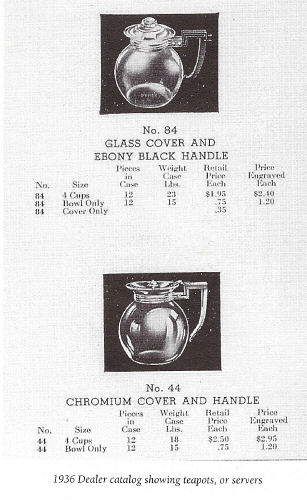 No. 84
GLASS COVER AND
EBONY BLACK HANDLE
Pieces Weight Retail Price
in Case Price Engraved
No. Size Case Lbs. Each Each
84 4 Cups 12 23 $1.95 $2.40
84 Bowl Only 12 15 .75 1.20
84 Cover Only .35
No. 44
CHROMIUM COVER AND HANDLE
Pieces Weight Retail Price
in Case Price Engraved
No. Size Case Lbs. Each Each
44 4 Cups 12 18 $2.50 $2.95
44 Bowl Only 12 15 .75 1.20
1936 Dealer catalog showing teapots, or servers